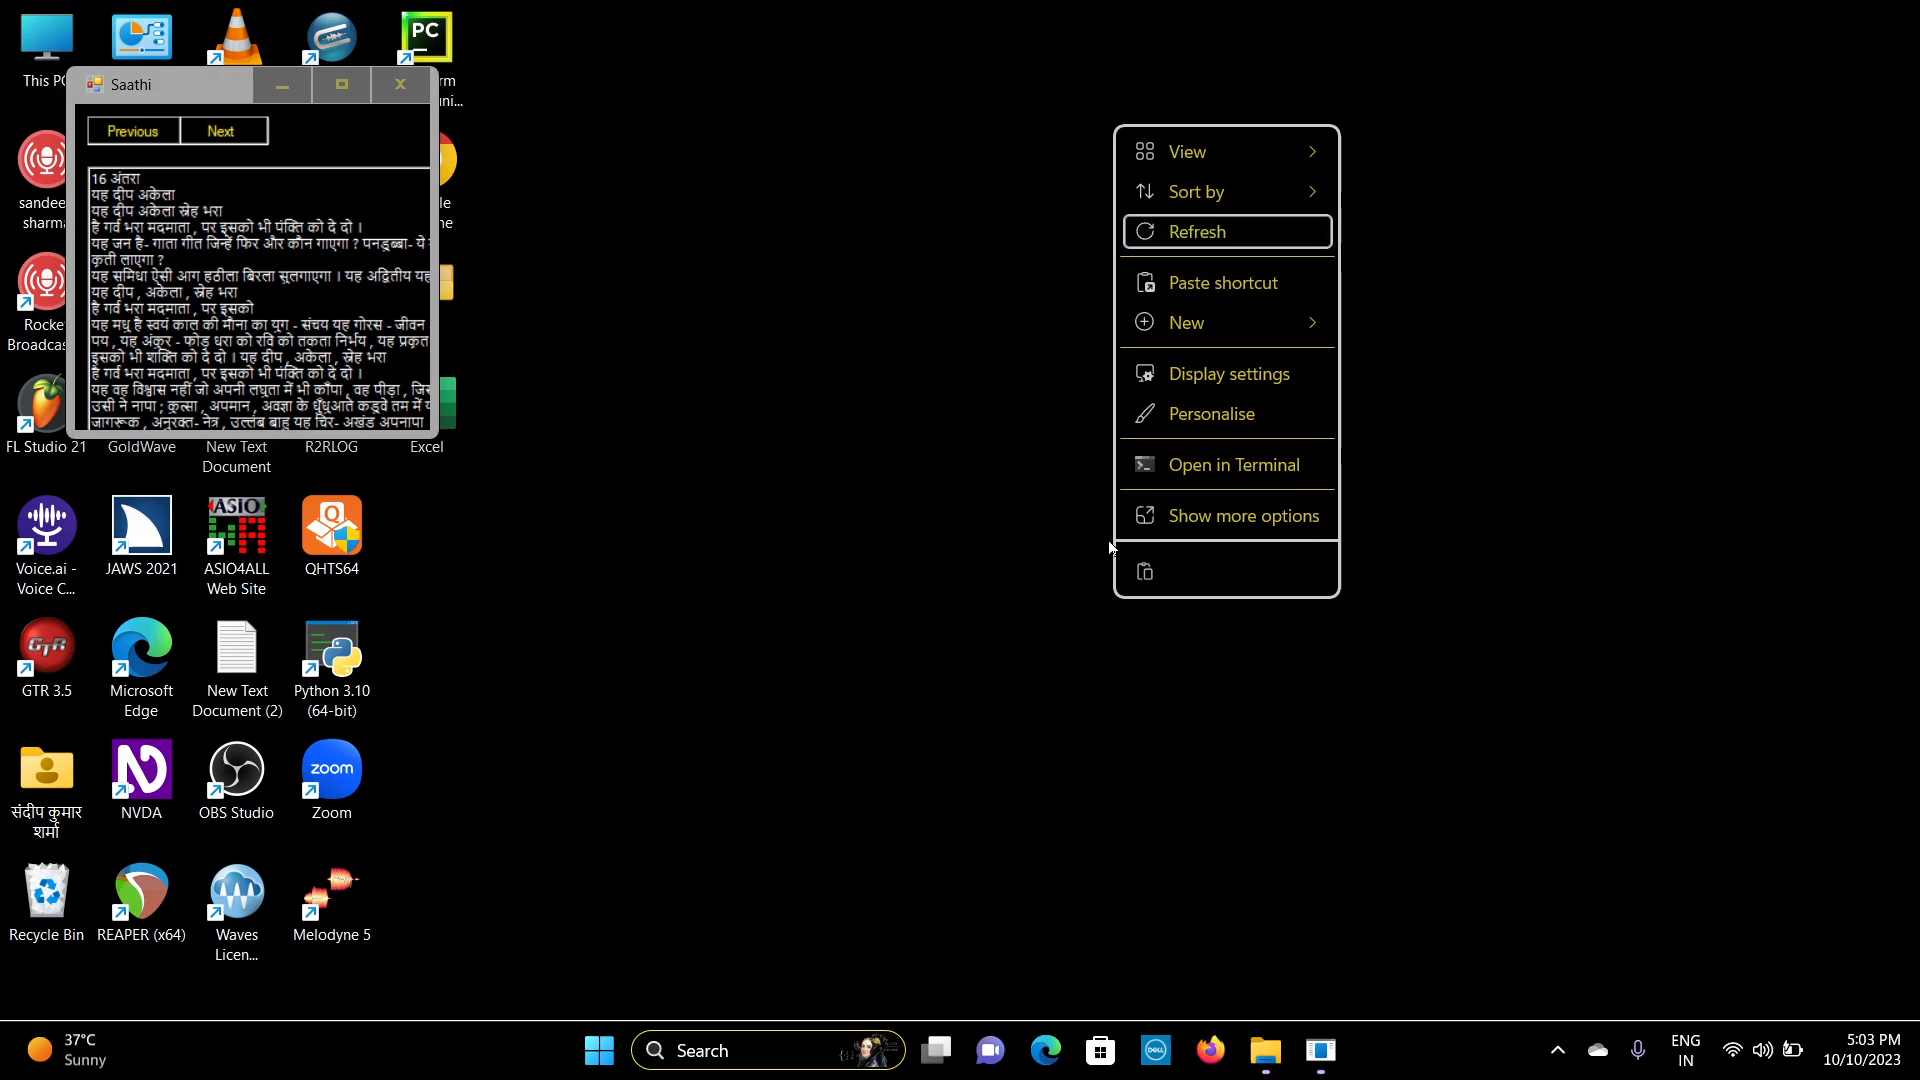 This PC
PC
rm
ni...
Saathi
Previous
Next
16 अंतरा
यह दीप अकेला
यह दीप अकेला स्नेह भरा
है गर्व भरा मदमाता , पर इसको भी पंक्ति को दे दो ।
यह जन है- गाता गीत जिन्हें फिर और कौन गाएगा ? पनडुब्बा- ये
कृती लाएगा ?
यह समिधा ऐसी आग हठीला बिरला सुलगाएगा । यह अद्वितीय यह
यह दीप , अकेला , स्नेह भरा
है गर्व भरा मदमाता , पर इसको
यह मधु है स्वयं काल की मौना का युग - संचय यह गोरस - जीवन
पय , यह अंकुर - फोड़ धरा को रवि को तकता निर्भय , यह प्रकृत
इसको भी शक्ति को दे दो । यह दीप , अकेला , स्नेह भरा
है गर्व भरा मदमाता , पर इसको भी पंक्ति को दे दो ।
यह वह विश्वास नहीं जो अपनी लघुता में भी काँपा , वह पीड़ा ,
उसी ने नापा ; कुत्सा , अपमान , अवज्ञा के धुँधुआते कड़वे तम में
जागरूक , अनुरक्त- नेत्र , उल्लंब बाहु यह चिर- अखंड अपनापा
sandee
sharma
le
ne
Rocke
Broadcas
FL Studio 21
GoldWave
New Text
Document
R2RLOG
Excel
Voice.ai -
Voice C...
JAWS 2021
ASIO
ASIO4ALL
Web Site
QHTS64
GTR
GTR 3.5
Microsoft
Edge
New Text
Document (2)
Python 3.10
(64-bit)
संदीप कुमार
शर्मा
NVDA
OBS Studio
zoom
Zoom
Recycle Bin
REAPER (x64)
Waves
Licen...
Melodyne 5
View
Sort by
Refresh
Paste shortcut
New
Display settings
Personalise
Open in Terminal
Show more options
37°C
Sunny
Search
DELL
ENG
IN
5:03 PM
10/10/2023